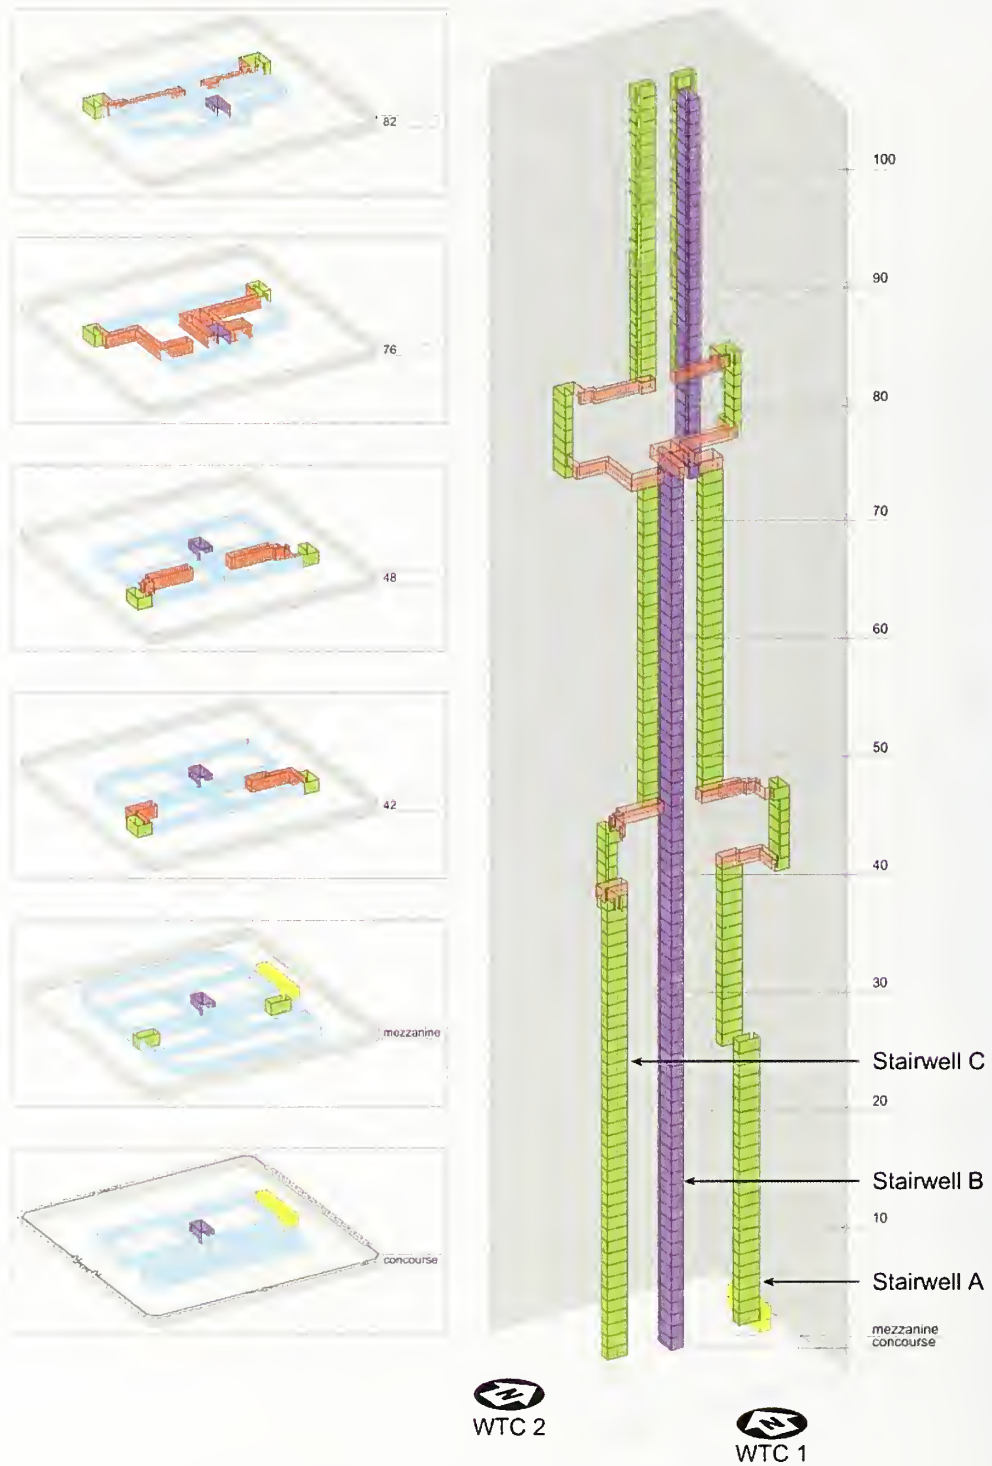 82
76
48
42
mezzanine
concourse
100
90
80
70
60
50
40
30
Stairwell C
20
Stairwell B
10
Stairwell A
mezzanine
concourse
N
WTC 2
N
WTC 1